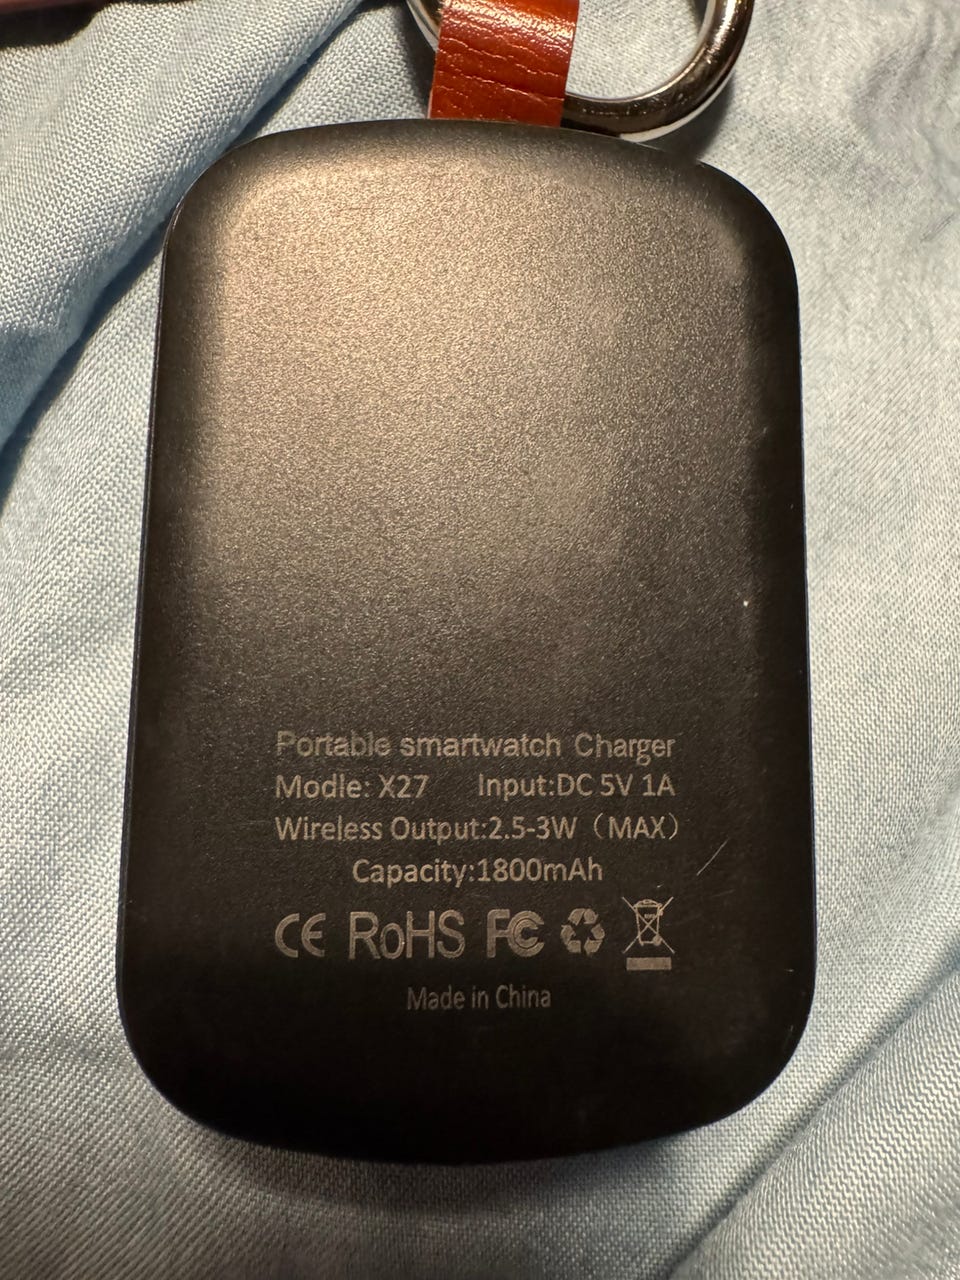 Portable smartwatch Charger
Modle: X27 Input:DC 5V 1A
Wireless Output:2.5-3W（MAX）
Capacity:1800mAh
CE RoHS FC
Made in China